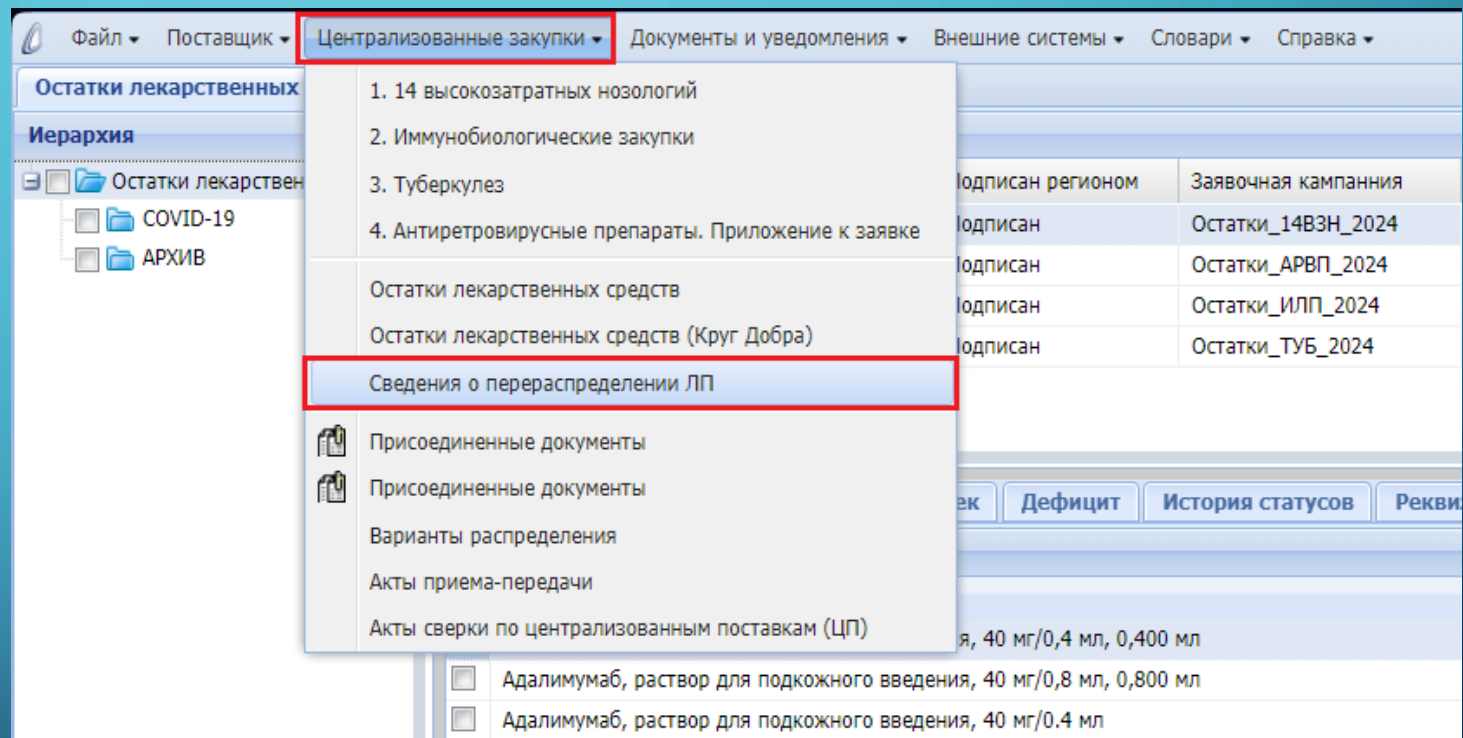 Файл Поставщик Централизованные закупки Документы и уведомления Внешние системы Словари Справка
Остатки лекарственных
Иерархия
Остатки лекарствен
COVID-19
АРХИВ
1. 14 высокозатратных нозологий
2. Иммунобиологические закупки
3. Туберкулез
4. Антиретровирусные препараты. Приложение к заявке
Остатки лекарственных средств
Остатки лекарственных средств (Круг Добра)
Сведения о перераспределении ЛП
Присоединенные документы
Присоединенные документы
Варианты распределения
Акты приема-передачи
Акты сверки по централизованным поставкам (ЦП)
одписан регионом Заявочная кампанния
одписан Остатки_14ВЗН_2024
одписан Остатки_АРВП_2024
одписан Остатки_ИЛП_2024
одписан Остатки_ТУБ_2024
ек Дефицит История статусов Рекви
я, 40 мг/0,4 мл, 0,400 мл
Адалимумаб, раствор для подкожного введения, 40 мг/0,8 мл, 0,800 мл
Адалимумаб, раствор для подкожного введения, 40 мг/0.4 мл